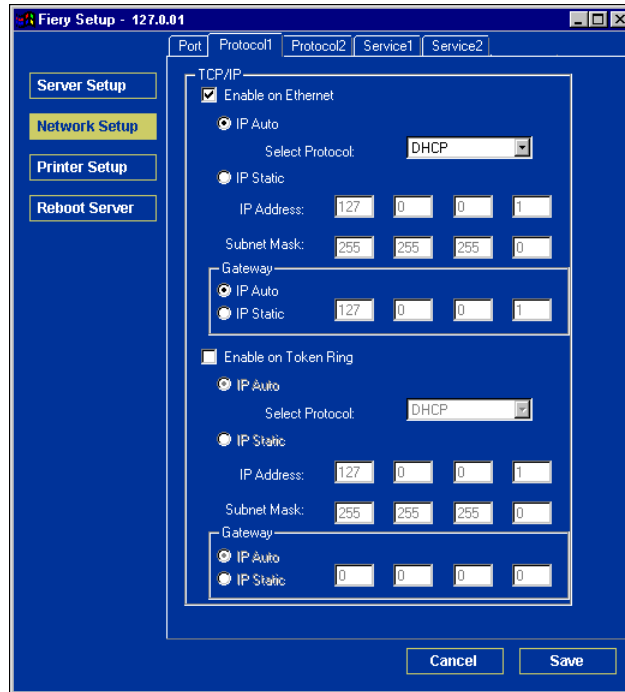 Fiery Setup - 127.0.01
Port Protocol1 Protocol2 Service1 Service2
Server Setup
Network Setup
Printer Setup
Reboot Server
TCP/IP
Enable on Ethernet
IP Auto
Select Protocol: DHCP
IP Static
IP Address: 127 0 0 1
Subnet Mask: 255 255 255 0
Gateway
IP Auto
IP Static 127 0 0 1
Enable on Token Ring
IP Auto
Select Protocol: DHCP
IP Static
IP Address: 127 0 0 1
Subnet Mask: 255 255 255 0
Gateway
IP Auto
IP Static 0 0 0 0
Cancel Save